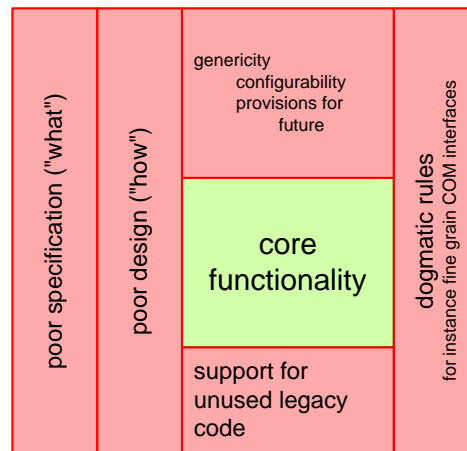 poor specification ("what")
poor design ("how")
genericity
configurability
provisions for
future
core
functionality
support for
unused legacy
code
dogmatic rules
for instance fine grain COM interfaces